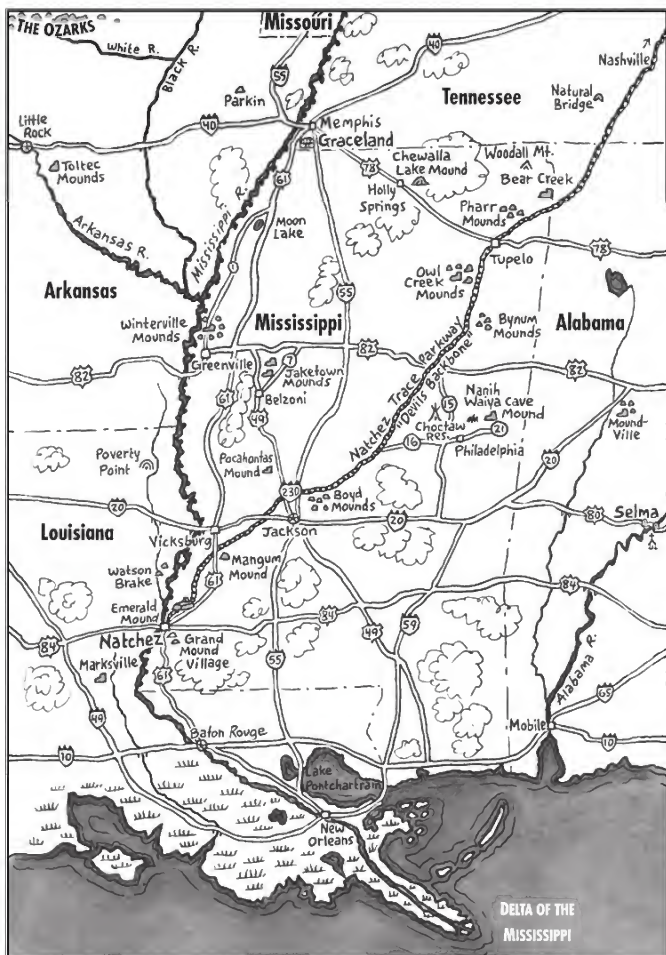 THE OZARKS
Missouri
White R.
Black R.
55
40
Nashville
Parkin
Tennessee
Natural
Bridge
Little
Rock
40
Memphis
Graceland
Toltec
Mounds
61
78
Chewalla
Lake Mound
Woodall Mt.
Bear Creek
Holly
Springs
Pharr
Mounds
Arkansas R.
Mississippi R.
Moon
Lake
1
Tupelo
78
55
Owl
Creek
Mounds
Arkansas
Winterville
Mounds
Mississippi
Bynum
Mounds
Alabama
Natchez Trace Parkway
"Devils Backbone"
82
Greenville
82
7
Jaketown
Mounds
82
61
Belzoni
49
15
Nanih
Waiya Cave
Mound
Choctaw
Res.
21
16
Philadelphia
Mound-
Ville
Poverty
Point
Pocahontas
Mound
20
230
Boyd
Mounds
20
Louisiana
Vicksburg
Jackson
20
80
Selma
Watson
Brake
61
Mangum
Mound
Emerald
Mound
84
84
59
84
Natchez
Grand
Mound
Village
49
Marksville
61
55
Alabama R.
65
49
Baton Rouge
Mobile
10
10
Lake
Pontchartrain
New
Orleans
DELTA OF THE
MISSISSIPPI